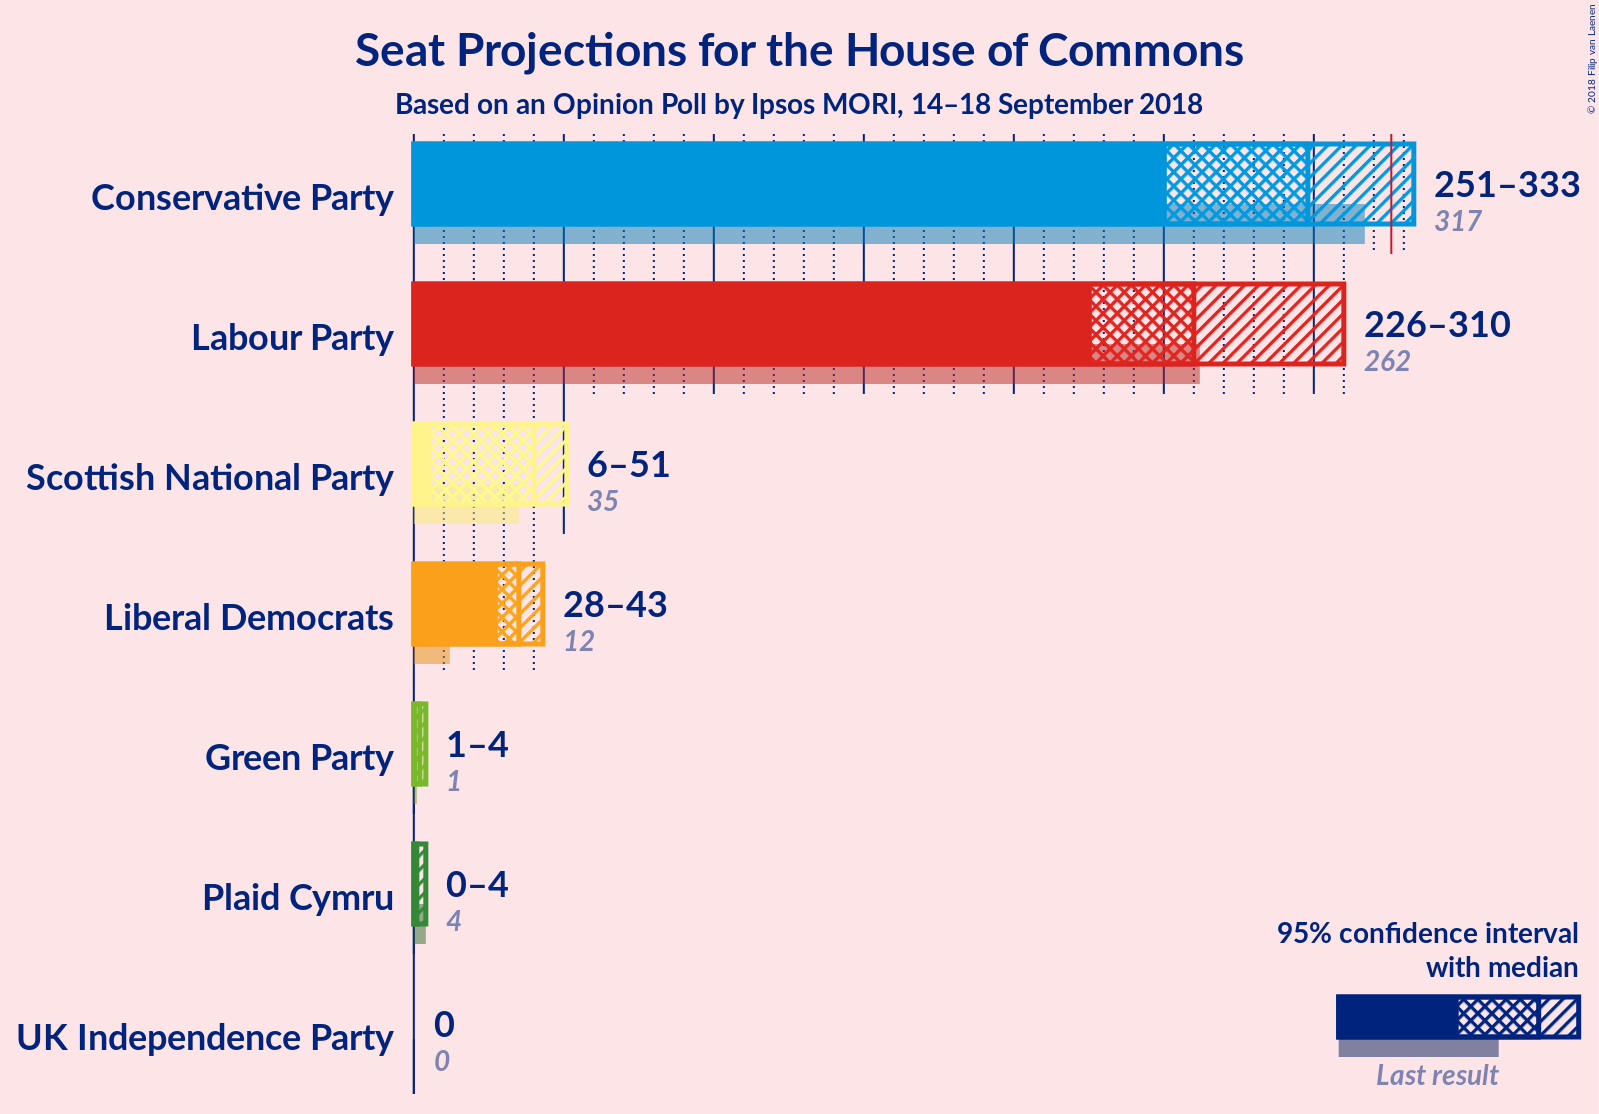 Seat Projections for the House of Commons
Based on an Opinion Poll by Ipsos MORI, 14–18 September 2018
© 2018 Filip van Laenen
Conservative Party
251–333
317
Labour Party
226–310
262
Scottish National Party
6–51
35
Liberal Democrats
28–43
12
Green Party
1–4
1
Plaid Cymru
0–4
4
UK Independence Party
0
0
95% confidence interval
with median
Last result